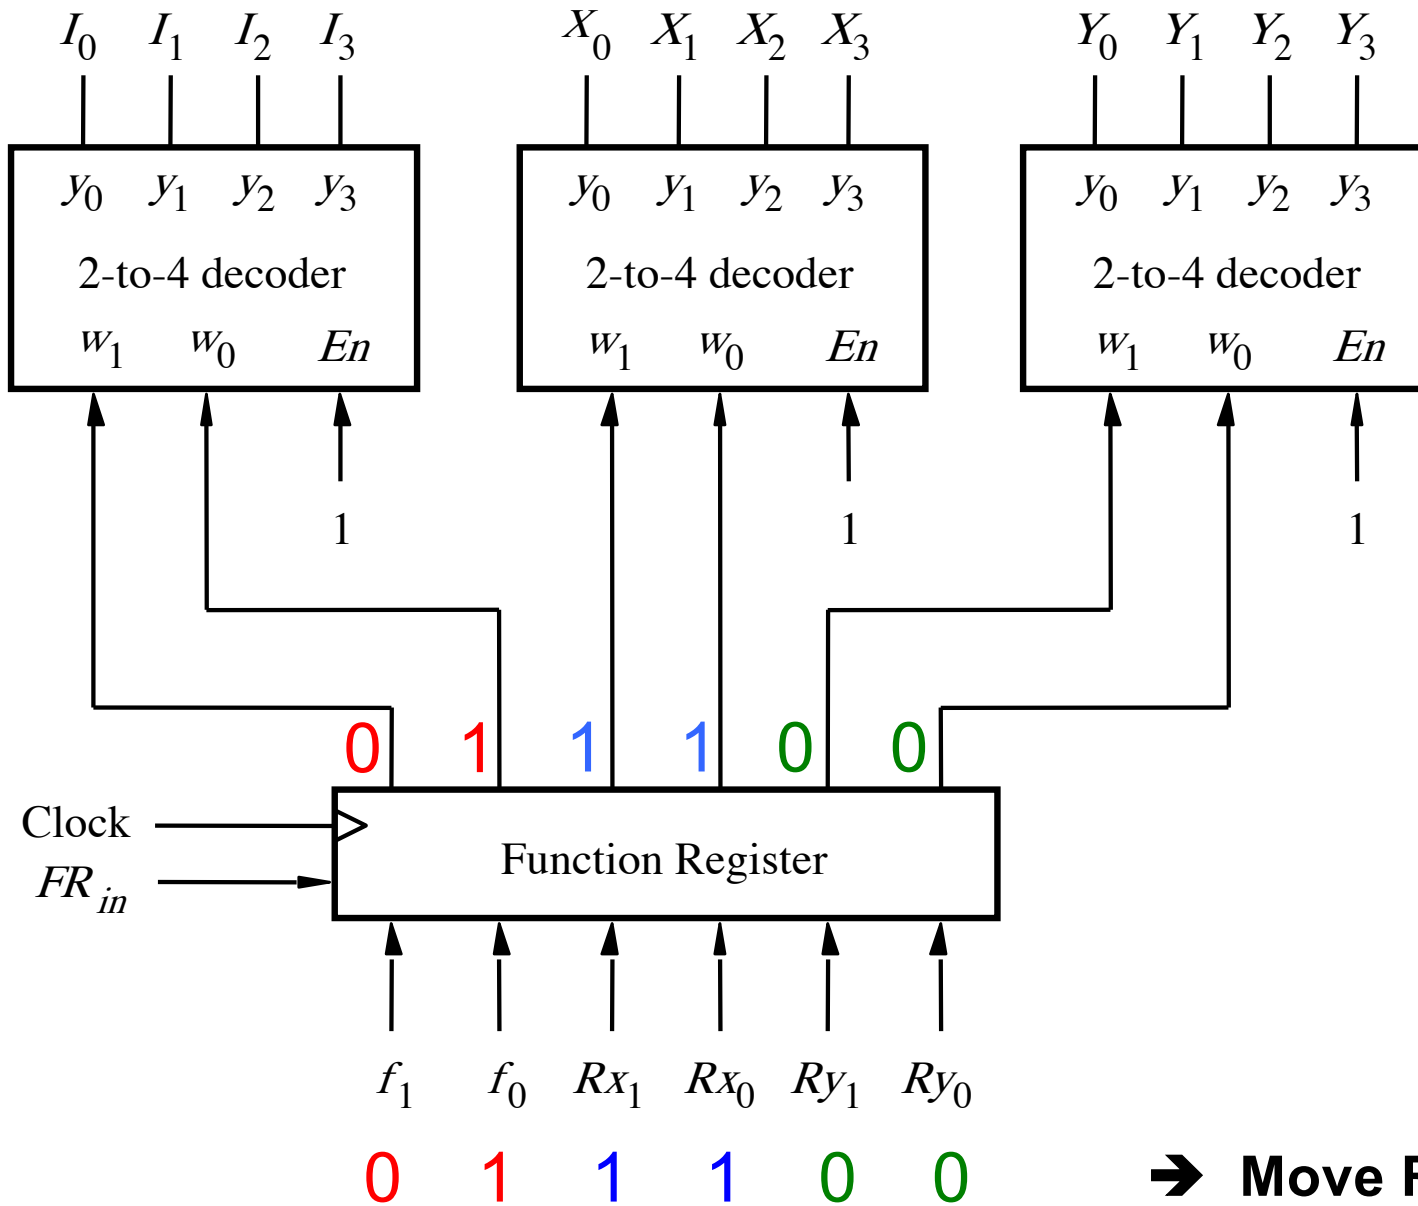 I0 I1 I2 I3 X0 X1 X2 X3 Y0 Y1 Y2 Y3
y0 y1 y2 y3 y0 y1 y2 y3 y0 y1 y2 y3
2-to-4 decoder 2-to-4 decoder 2-to-4 decoder
w1 w0 En w1 w0 En w1 w0 En
1 1 1
0 1 1 1 0 0
Clock
Function Register
FR in
f1 f0 Rx1 Rx0 Ry1 Ry0
0 1 1 1 0 0 → Move